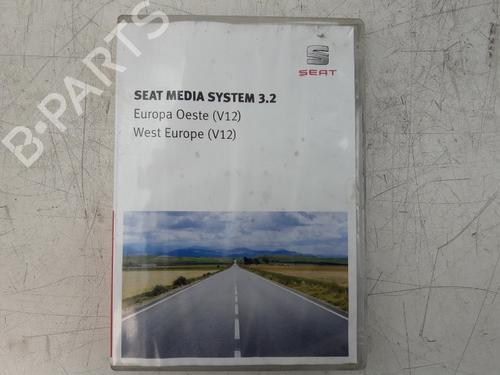 B-PARTS
SEAT
SEAT MEDIA SYSTEM 3.2
Europa Oeste (V12)
West Europe (V12)